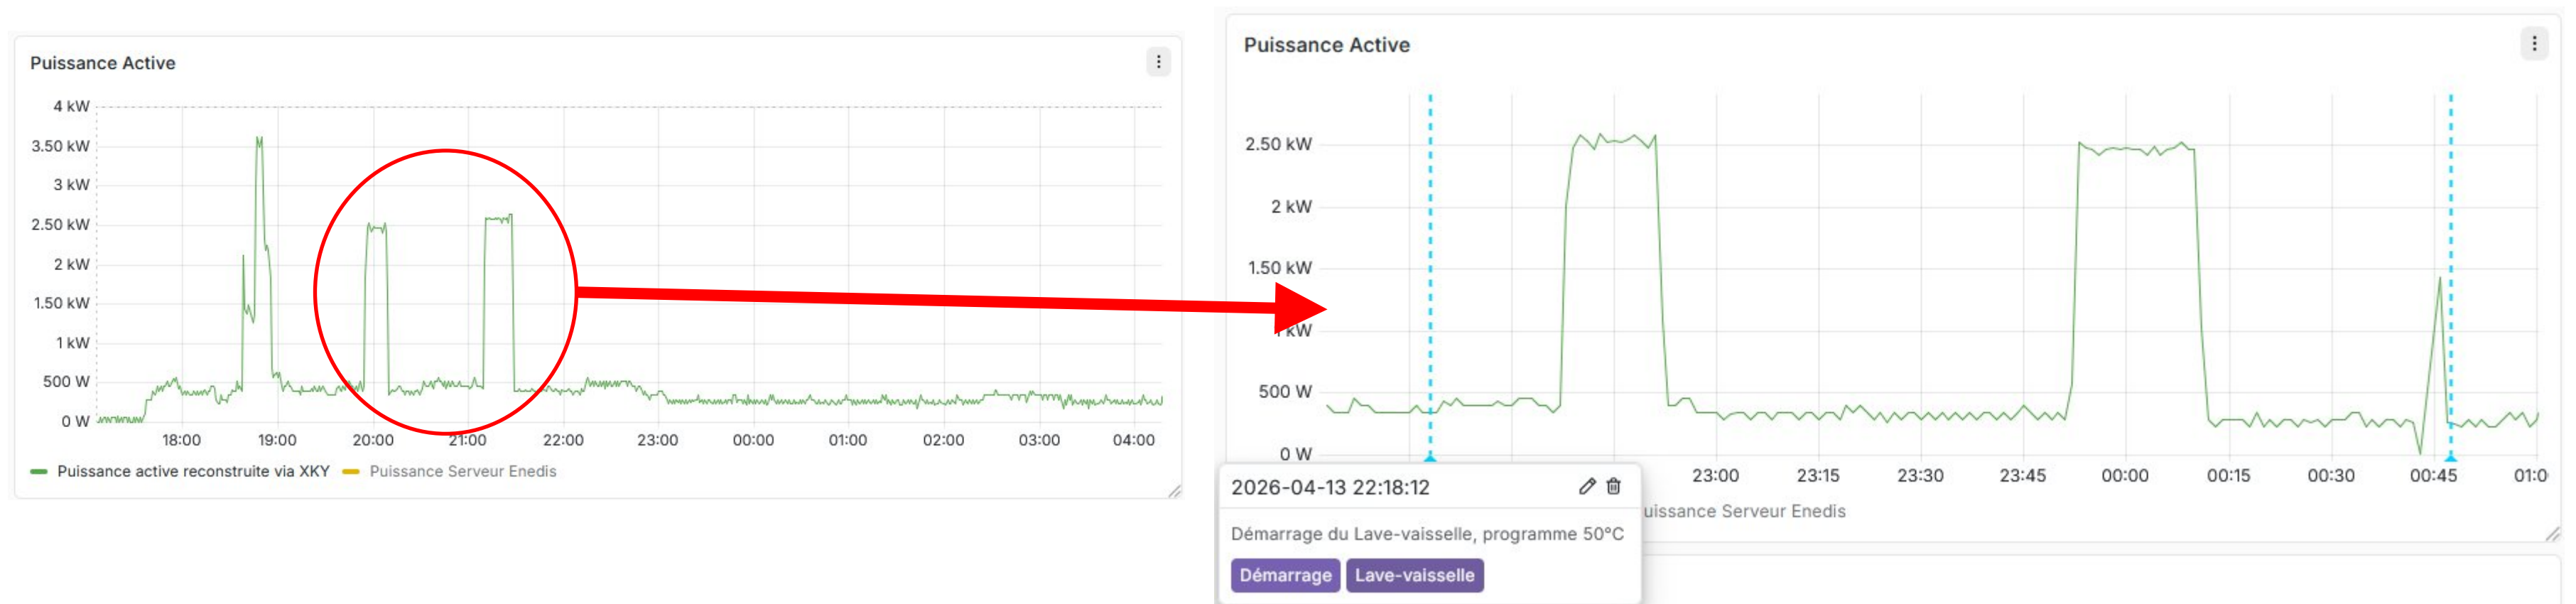 Puissance Active
4 kW
3.50 kW
3 kW
2.50 kW
2 kW
1.50 kW
1 kW
500 W
0 W
18:00 19:00 20:00 21:00 22:00 23:00 00:00 01:00 02:00 03:00 04:00
Puissance active reconstruite via XKY Puissance Serveur Enedis
Puissance Active
2.50 kW
2 kW
1.50 kW
kW
500 W
0 W
23:00 23:15 23:30 23:45 00:00 00:15 00:30 00:45 01:0
uissance Serveur Enedis
2026-04-13 22:18:12
Démarrage du Lave-vaisselle, programme 50°C
Démarrage Lave-vaisselle